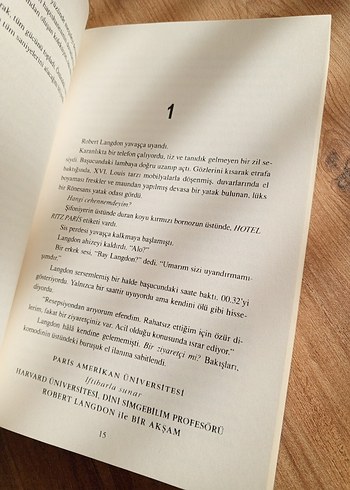 yüzünde
tüm gücünü topladı.
tüm saniyelerini
1
Robert Langdon yavaşça uyandı.
Karanlıkta bir telefon çalıyordu, tiz ve tanıdık gelmeyen bir zil se-
siydi. Başucundaki lambaya doğru uzanıp açtı. Gözlerini kısarak etrafa
baktığında, XVI. Louis tarzı mobilyalarla döşenmiş, duvarlarında el
boyaması freskler ve maundan yapılmış devasa bir yatak bulunan, lüks
bir Rönesans yatak odası gördü.
Hangi cehennemdeyim?
Şifoniyerin üstünde duran koyu kırmızı bornozun üstünde, HOTEL
RITZ PARIS etiketi vardı.
Sis perdesi yavaşça kalkmaya başlamıştı.
Langdon ahizeyi kaldırdı. "Alo?"
Bir erkek sesi, "Bay Langdon?" dedi. "Umarım sizi uyandırmamı-
şımdır."
Langdon sersemlemiş bir halde başucundaki saate baktı. 00.32'yi
gösteriyordu. Yalnızca bir saattir uyuyordu ama kendini ölü gibi hisse-
diyordu.
"Resepsiyondan arıyorum efendim. Rahatsız ettiğim için özür di-
lerim, fakat bir ziyaretçiniz var. Acil olduğu konusunda ısrar ediyor."
Langdon hâlâ kendine gelememişti. Bir ziyaretçi mi? Bakışları,
komodinin üstündeki buruşuk el ilanına sabitlendi.
PARİS AMERİKAN ÜNİVERSİTESİ
İftiharla sunar
HARVARD ÜNİVERSİTESİ, DİNİ SİMGEBİLİM PROFESÖRÜ
ROBERT LANGDON ile BİR AKŞAM
15